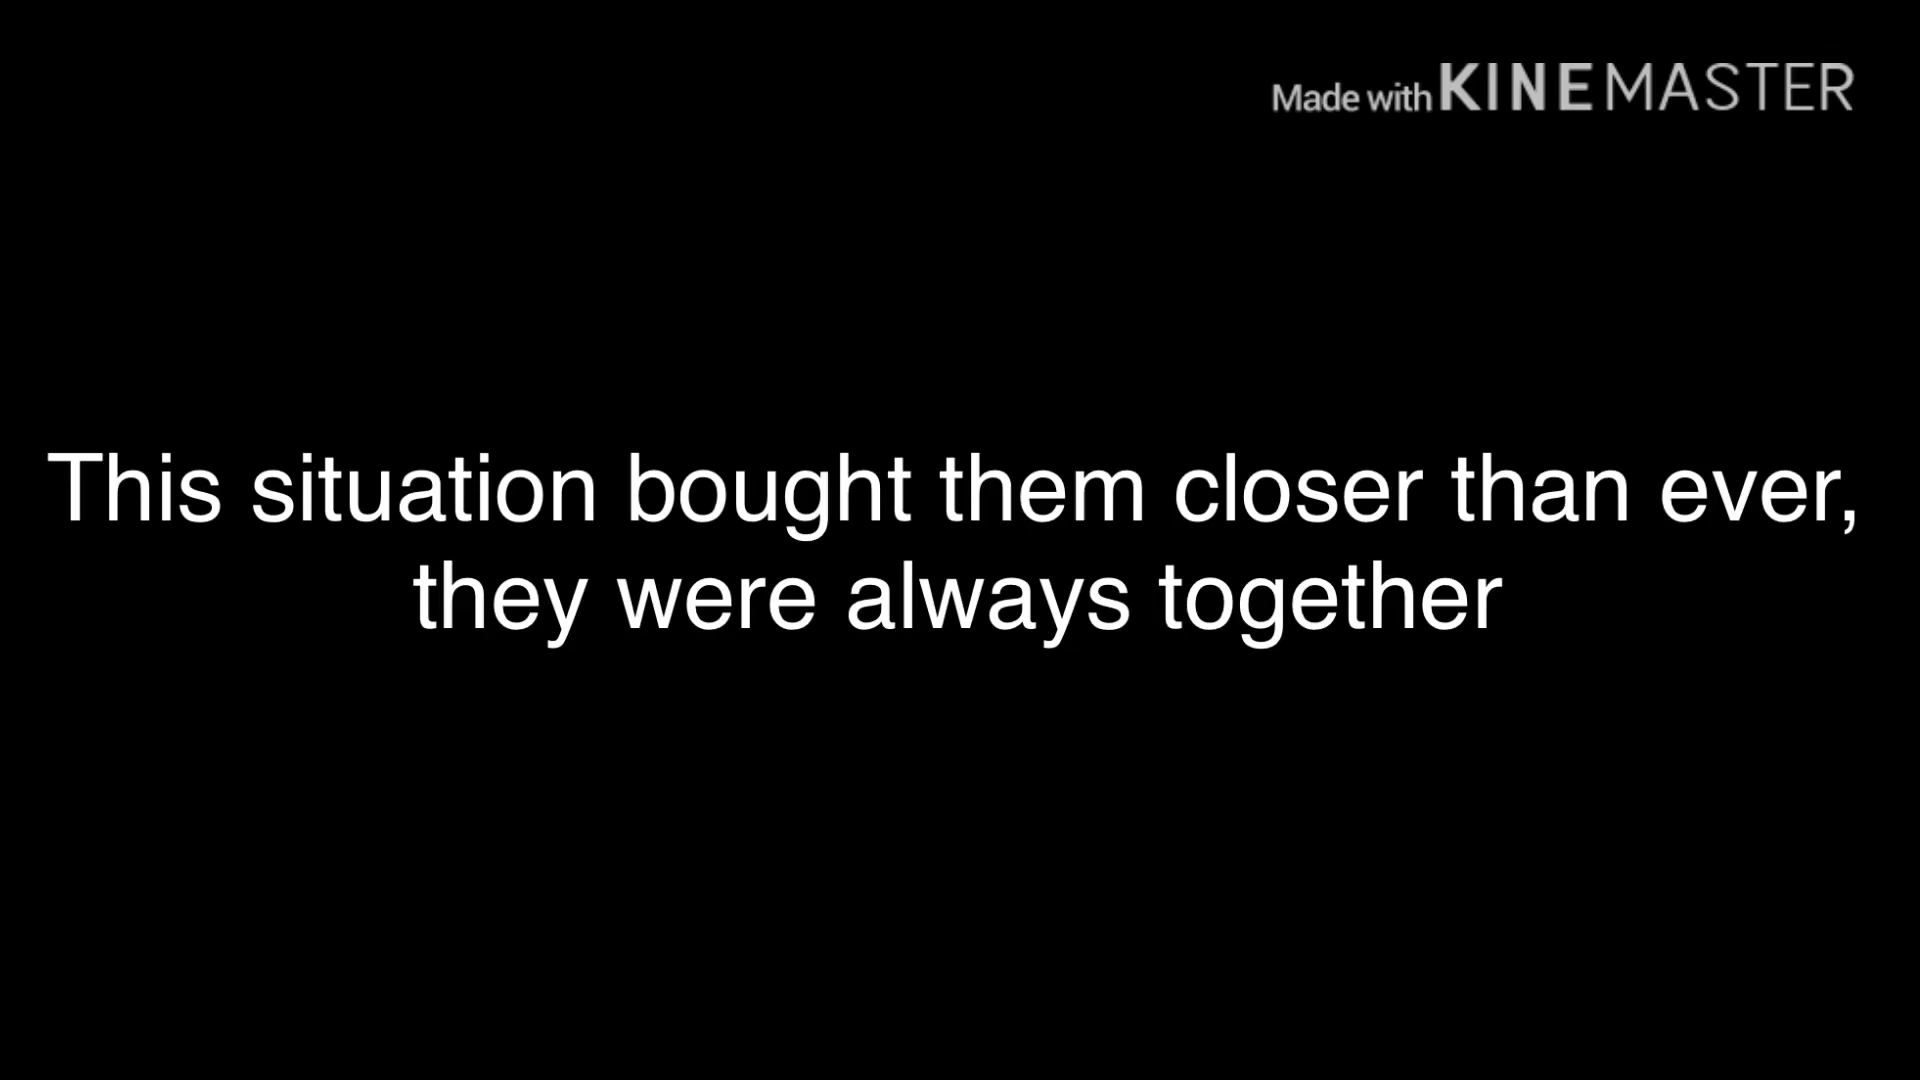 Made with KINEMASTER
This situation bought them closer than ever,
they were always together